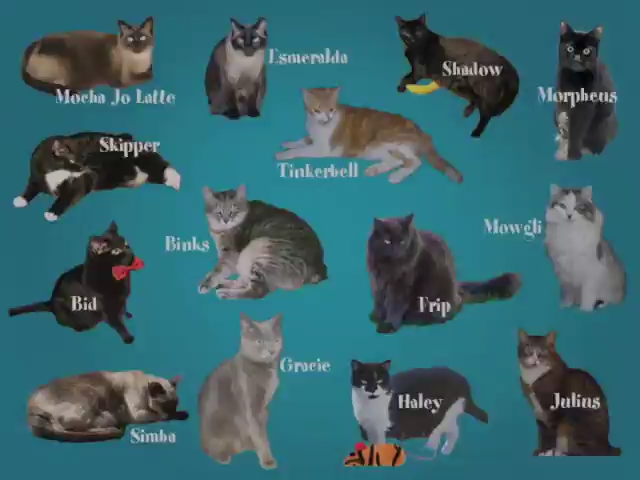 Mocha Jo Latte
Esmeralda
Shadow
Morpheus
Skipper
Tinkerbell
Binks
Mowgli
Bid
Frip
Gracie
Simba
Haley
Julius